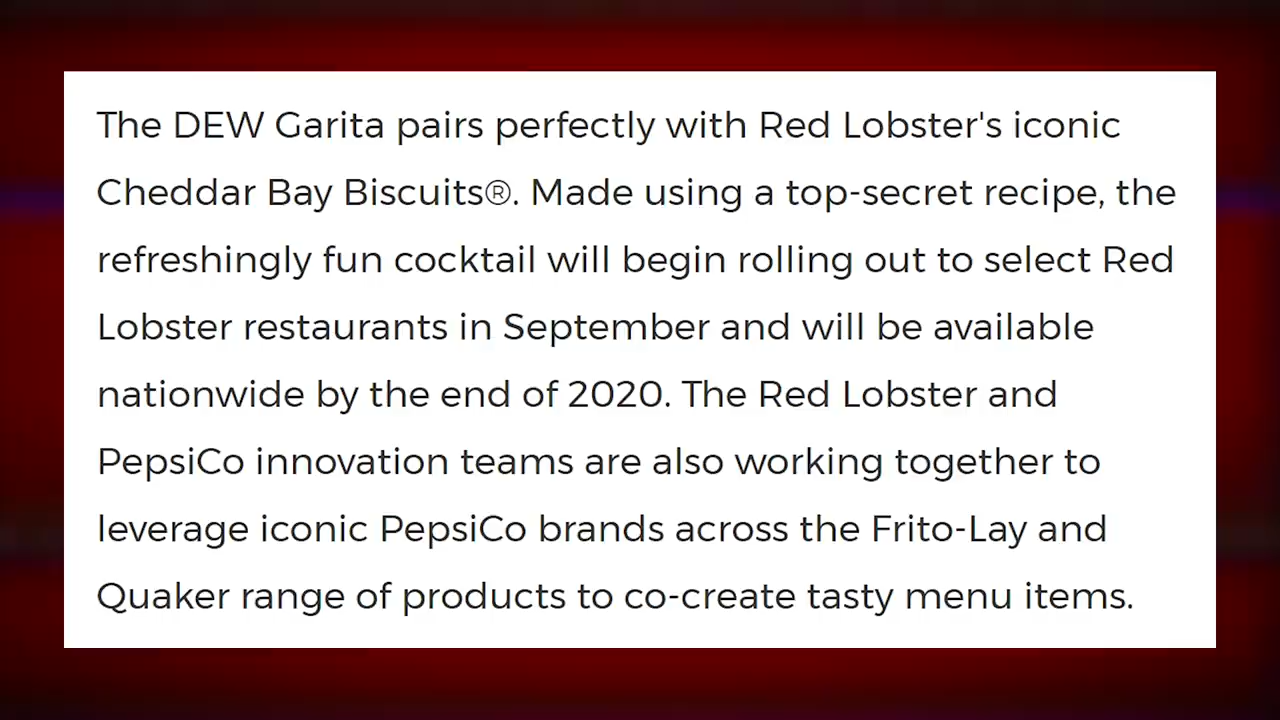 The DEW Garita pairs perfectly with Red Lobster's iconic
Cheddar Bay Biscuits®. Made using a top-secret recipe, the
refreshingly fun cocktail will begin rolling out to select Red
Lobster restaurants in September and will be available
nationwide by the end of 2020. The Red Lobster and
PepsiCo innovation teams are also working together to
leverage iconic PepsiCo brands across the Frito-Lay and
Quaker range of products to co-create tasty menu items.